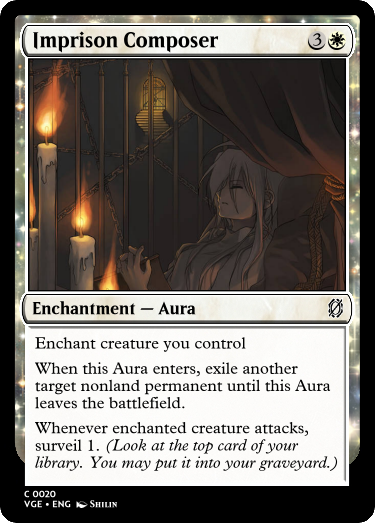 Imprison Composer 3
Enchantment — Aura
Enchant creature you control
When this Aura enters, exile another
target nonland permanent until this Aura
leaves the battlefield.
Whenever enchanted creature attacks,
surveil 1. (Look at the top card of your
library. You may put it into your graveyard.)
C 0020
VGE • ENG Shilin